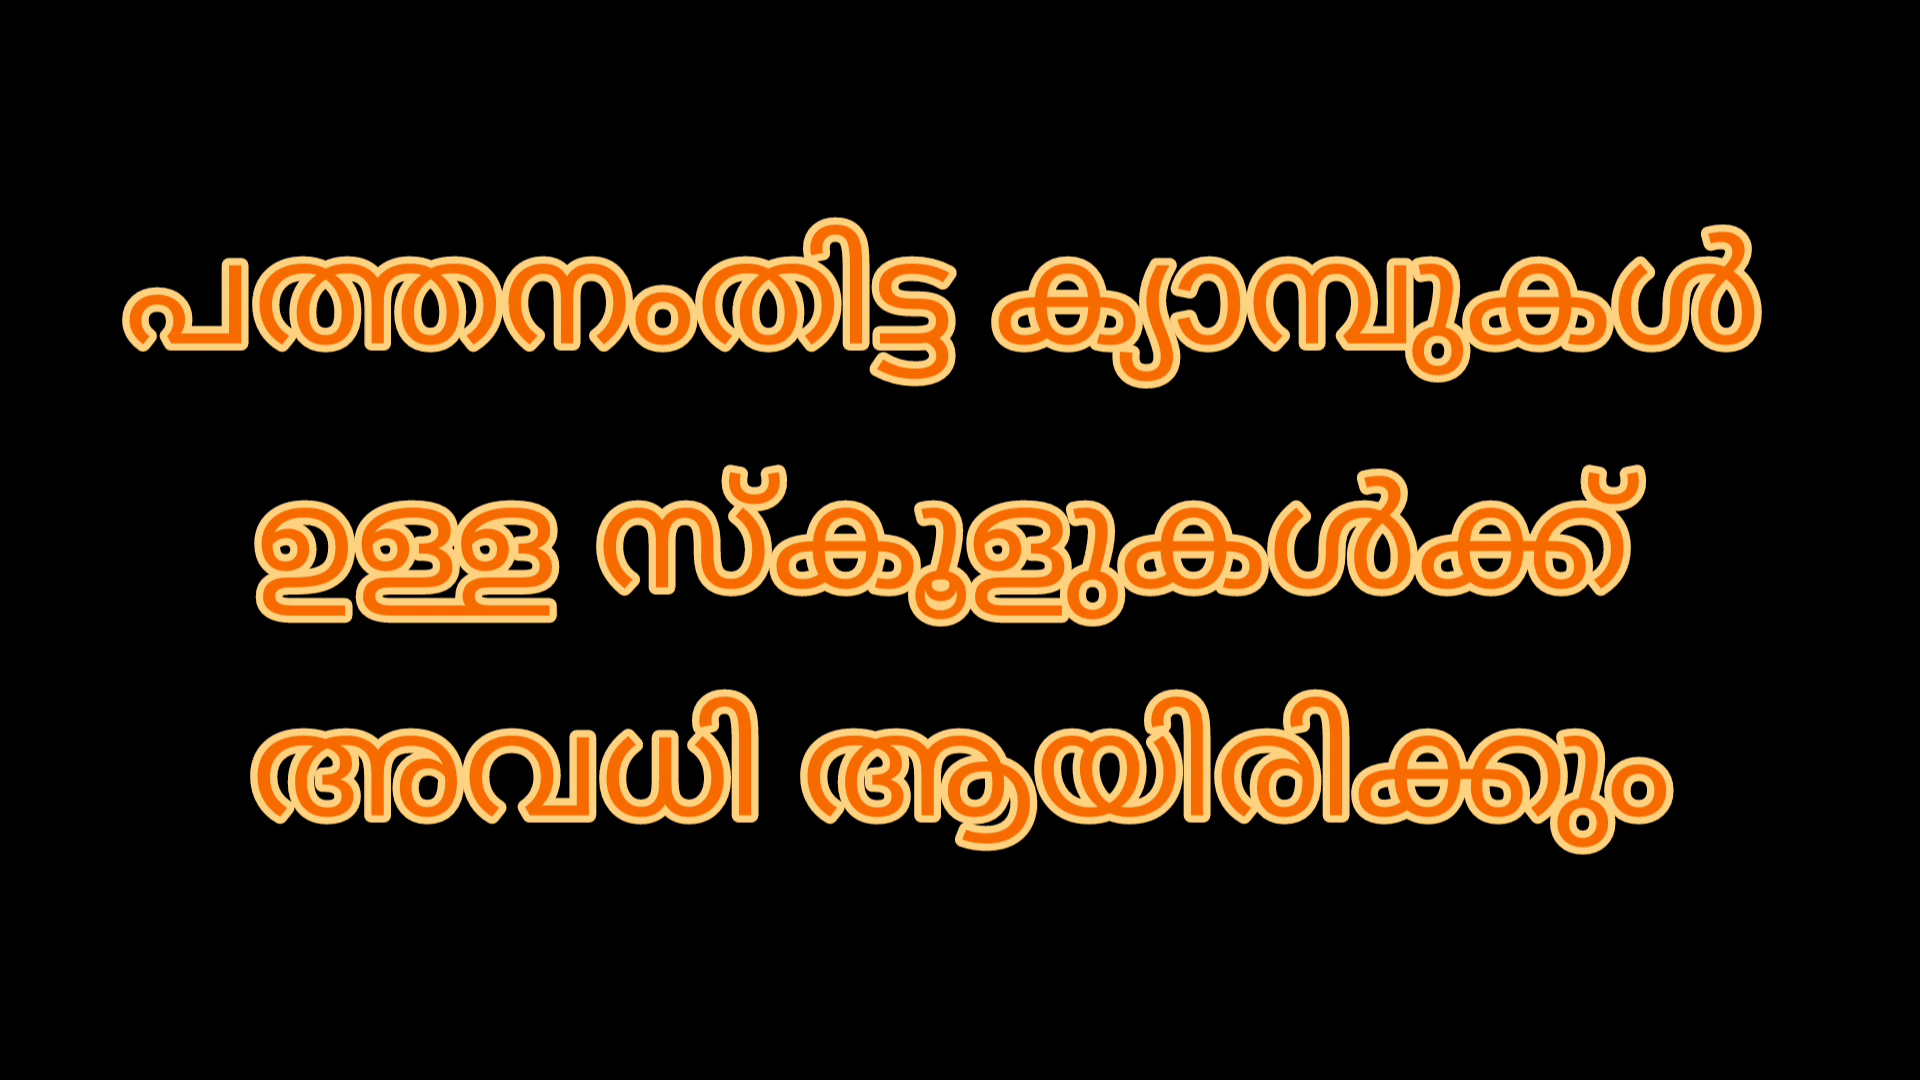 പത്തനംതിട്ട ക്യാമ്പുകൾ
ഉള്ള സ്കൂളുകൾക്ക്
അവധി ആയിരിക്കും